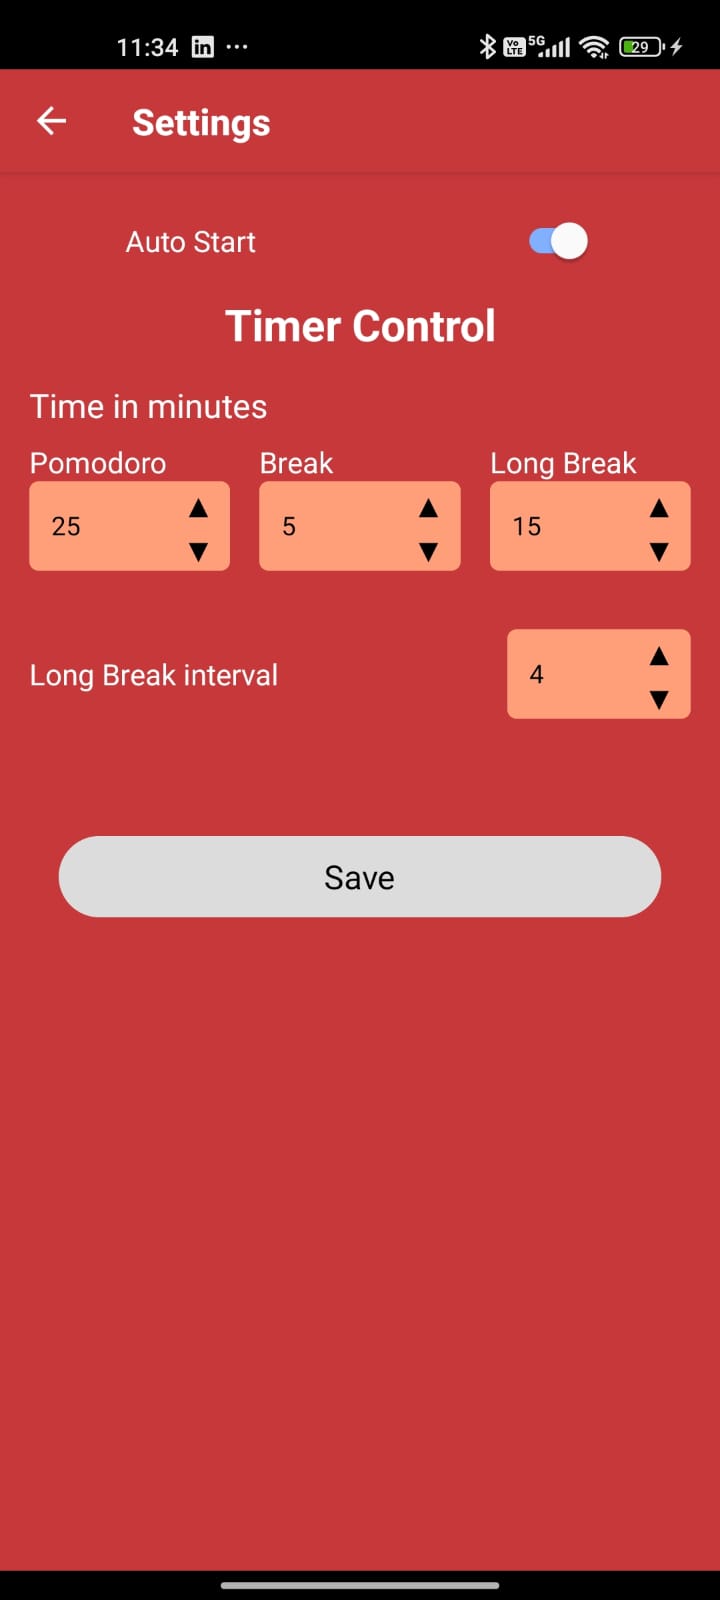 11:34 in ... Vo LTE 5G 29
Settings
Auto Start
Timer Control
Time in minutes
Pomodoro Break Long Break
25 5 15
Long Break interval 4
Save